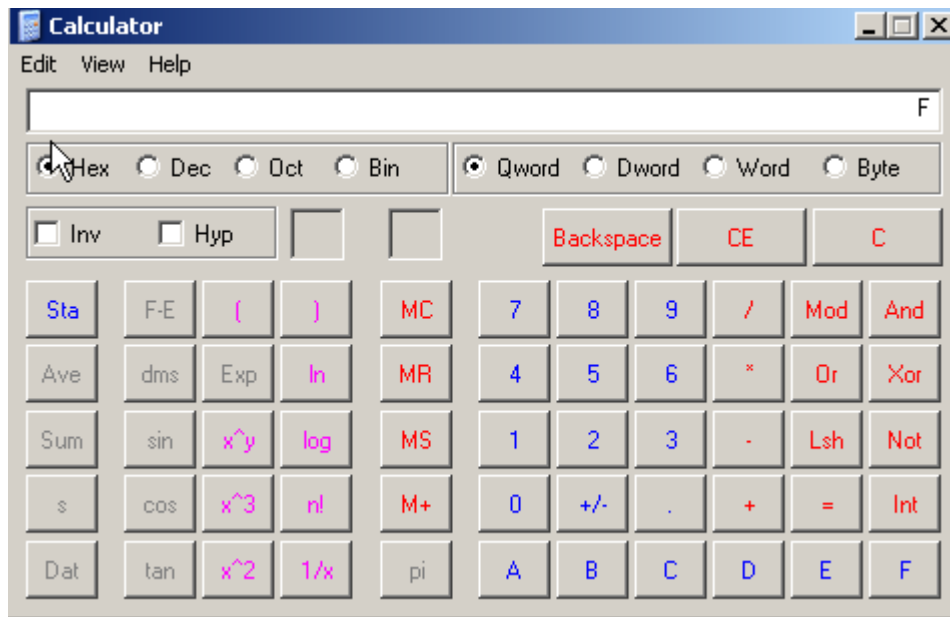 Calculator
Edit View Help
F
Hex Dec Oct Bin Qword Dword Word Byte
Inv Hyp Backspace CE C
Sta F-E ( ) MC 7 8 9 / Mod And
Ave dms Exp ln MR 4 5 6 * Or Xor
Sum sin x^y log MS 1 2 3 - Lsh Not
s cos x^3 n! M+ 0 +/- . + = Int
Dat tan x^2 1/x pi A B C D E F